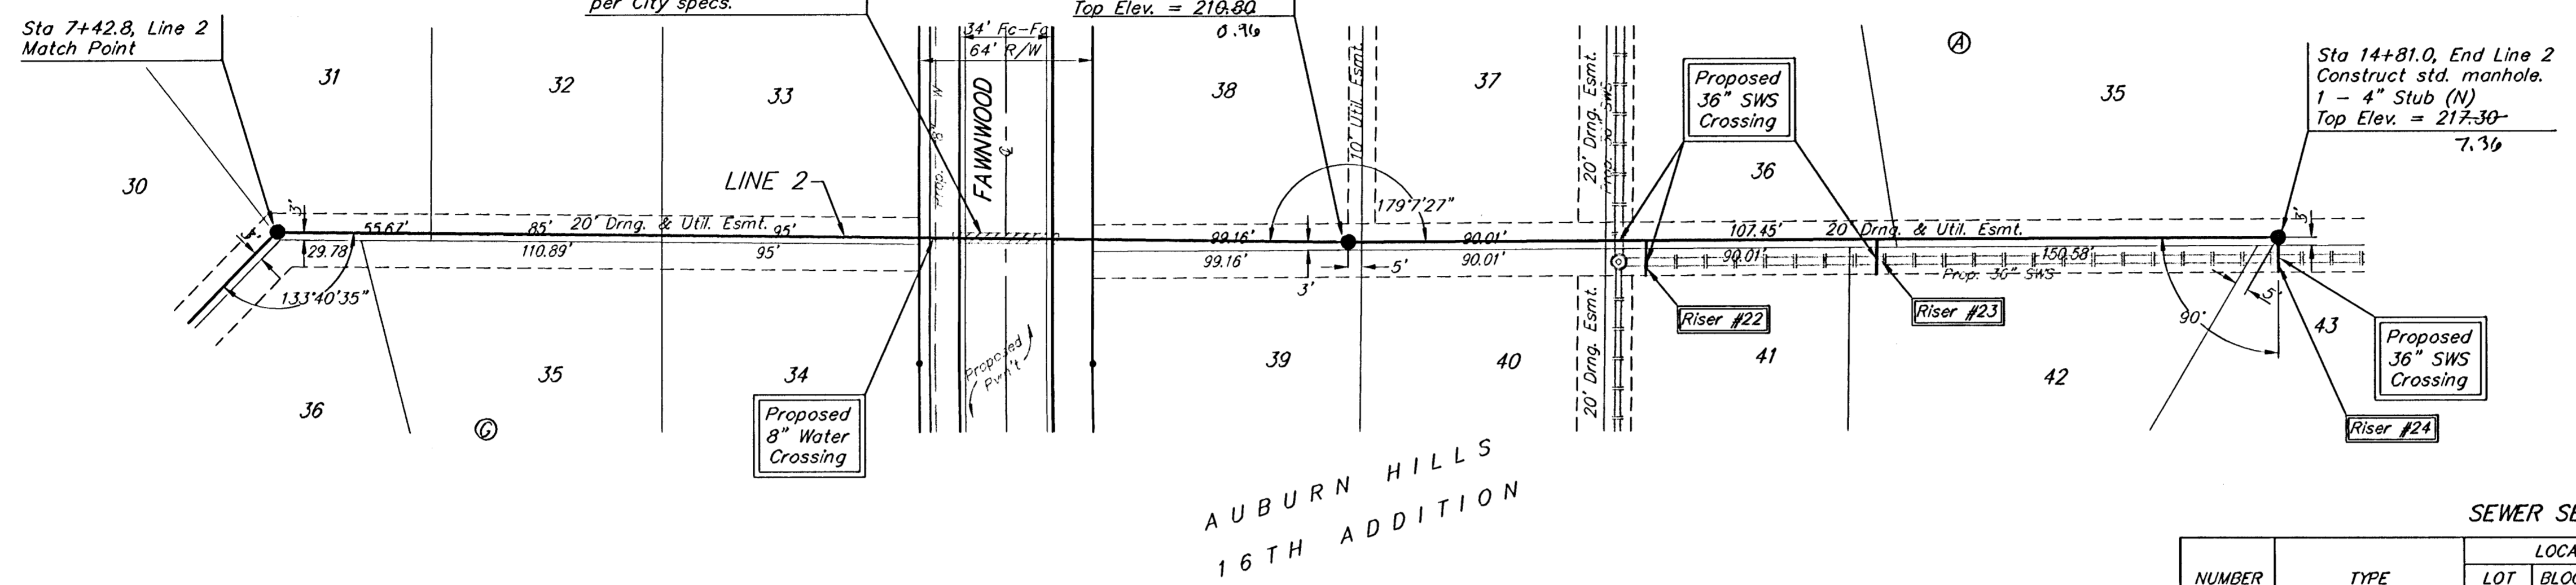 per City specs.
Top Elev. = 210.80
0.96
Sta 7+42.8, Line 2
Match Point
34' Fc-Fc
64' R/W
Sta 14+81.0, End Line 2
Construct std. manhole.
1 - 4" Stub (N)
Top Elev. = 217.30
7.36
A
31
32
33
38
37
35
30
36
FAWNWOOD
Prop. 8" W
10' Util. Esmt.
20' Drng. Esmt.
Proposed
36" SWS
Crossing
LINE 2
179°7'27"
3'
3'
55.67'
85'
20' Drng. & Util. Esmt.
95'
99.16'
90.01'
107.45'
20' Drng. & Util. Esmt.
3'
29.78'
110.89'
95'
99.16'
90.01'
90.01'
150.58'
Prop. 36" SWS
5'
3'
15'
133°40'35"
90°
Riser #22
Riser #23
43
Proposed
36" SWS
Crossing
Proposed
Pvm't
20' Drng. Esmt.
36
35
34
39
40
41
42
G
Proposed
8" Water
Crossing
Riser #24
AUBURN HILLS
16TH ADDITION
NUMBER
TYPE
LOT